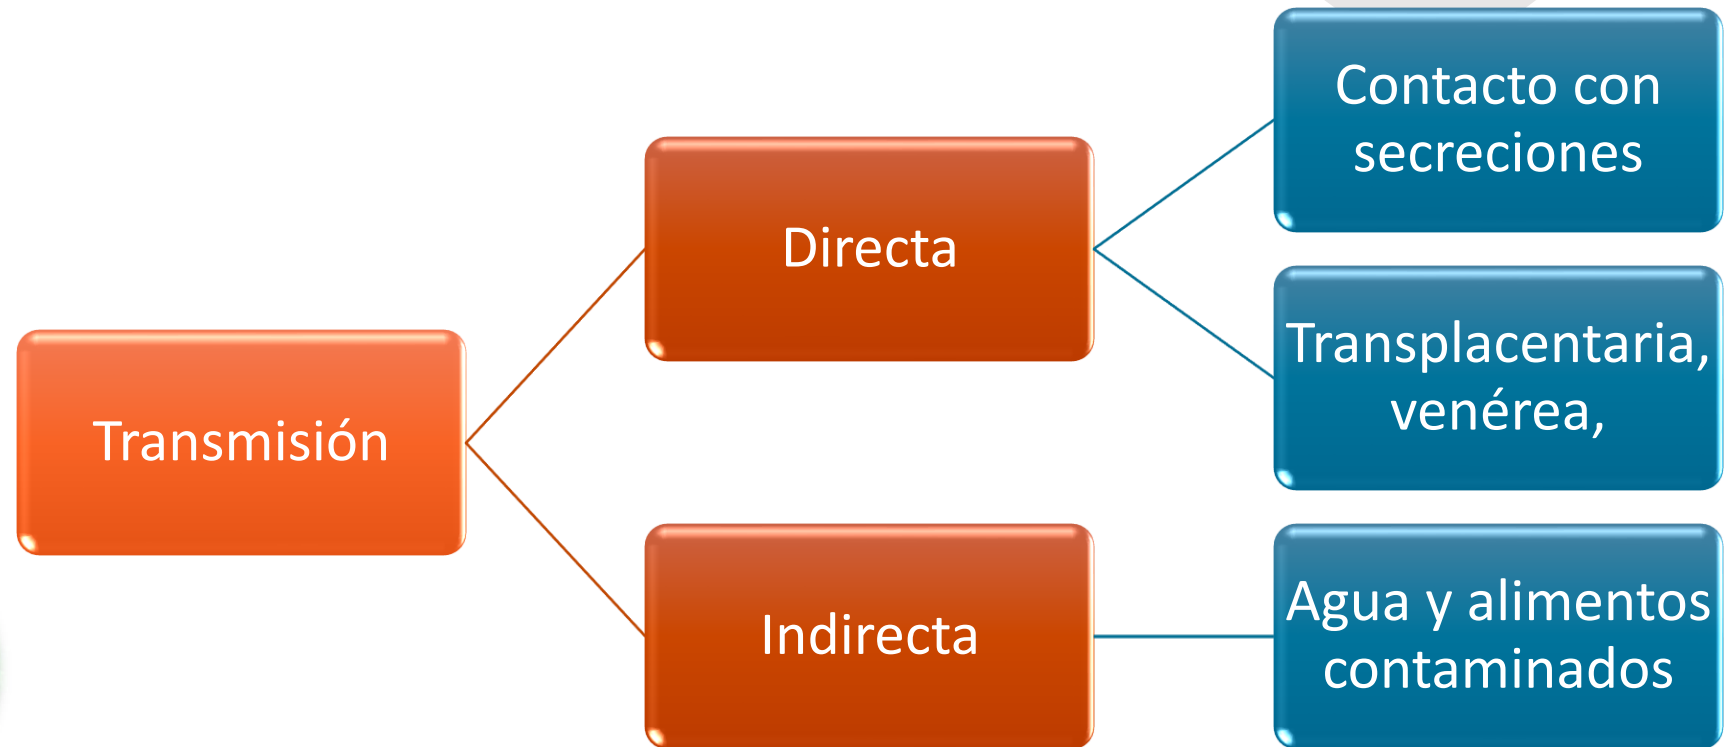 Transmisión
Directa
Contacto con
secreciones
Transplacentaria,
venérea,
Indirecta
Agua y alimentos
contaminados